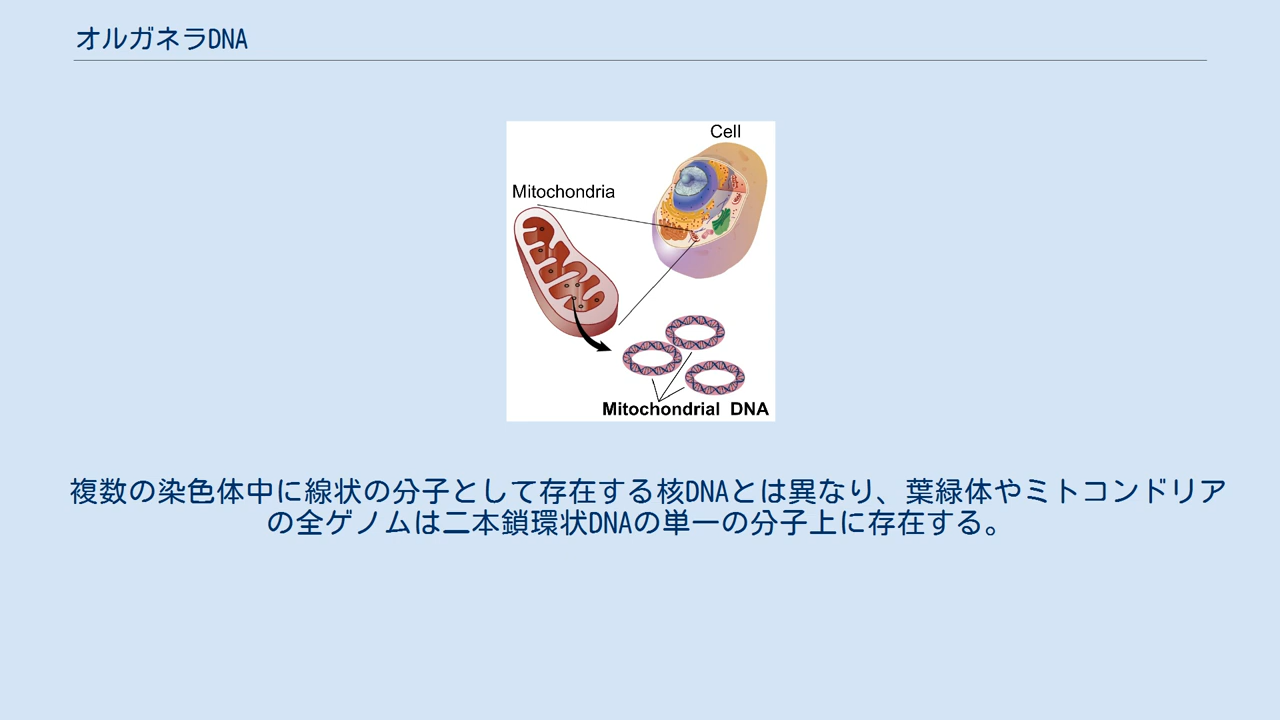 オルガネラDNA
Cell
Mitochondria
Mitochondrial DNA
複数の染色体中に線状の分子として存在する核DNAとは異なり、葉緑体やミトコンドリア
の全ゲノムは二本鎖環状DNAの単一の分子上に存在する。